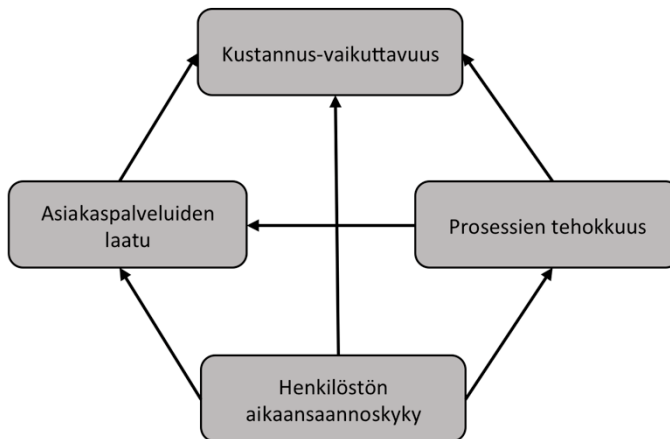 Kustannus-vaikuttavuus
Asiakaspalveluiden
laatu
Prosessien tehokkuus
Henkilöstön
aikaansaannoskyky